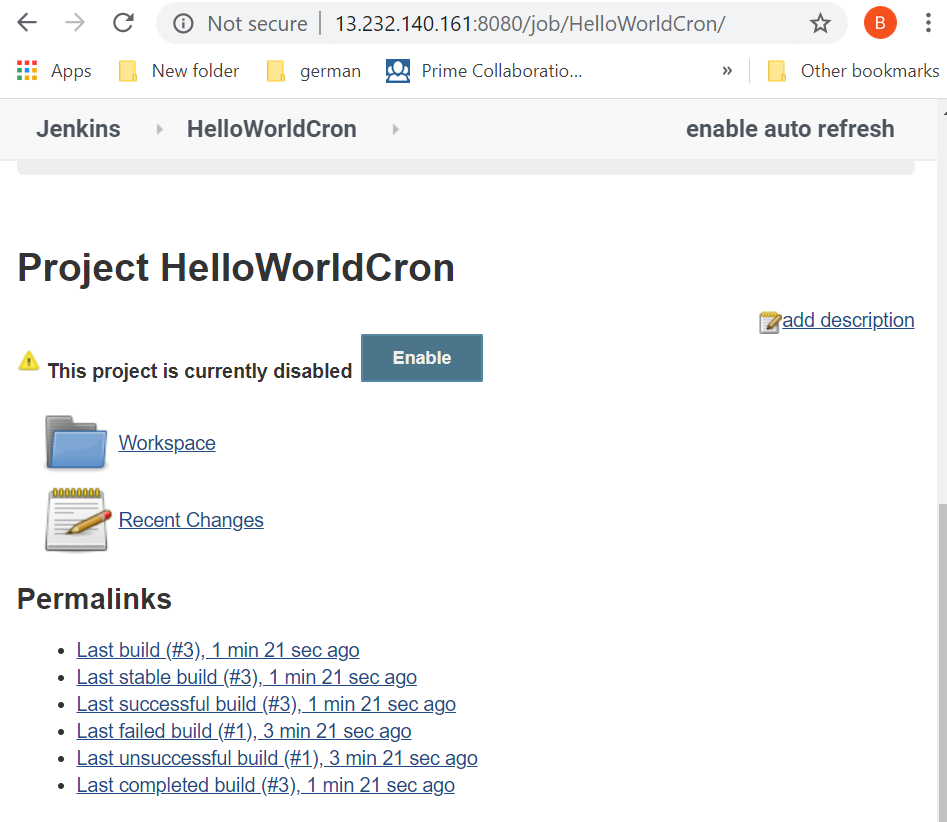 Not secure | 13.232.140.161:8080/job/HelloWorldCron/ B
Apps New folder german Prime Collaboratio... » Other bookmarks
Jenkins HelloWorldCron enable auto refresh
Project HelloWorldCron
add description
This project is currently disabled Enable
Workspace
Recent Changes
Permalinks
• Last build (#3), 1 min 21 sec ago
• Last stable build (#3), 1 min 21 sec ago
• Last successful build (#3), 1 min 21 sec ago
• Last failed build (#1), 3 min 21 sec ago
• Last unsuccessful build (#1), 3 min 21 sec ago
• Last completed build (#3), 1 min 21 sec ago